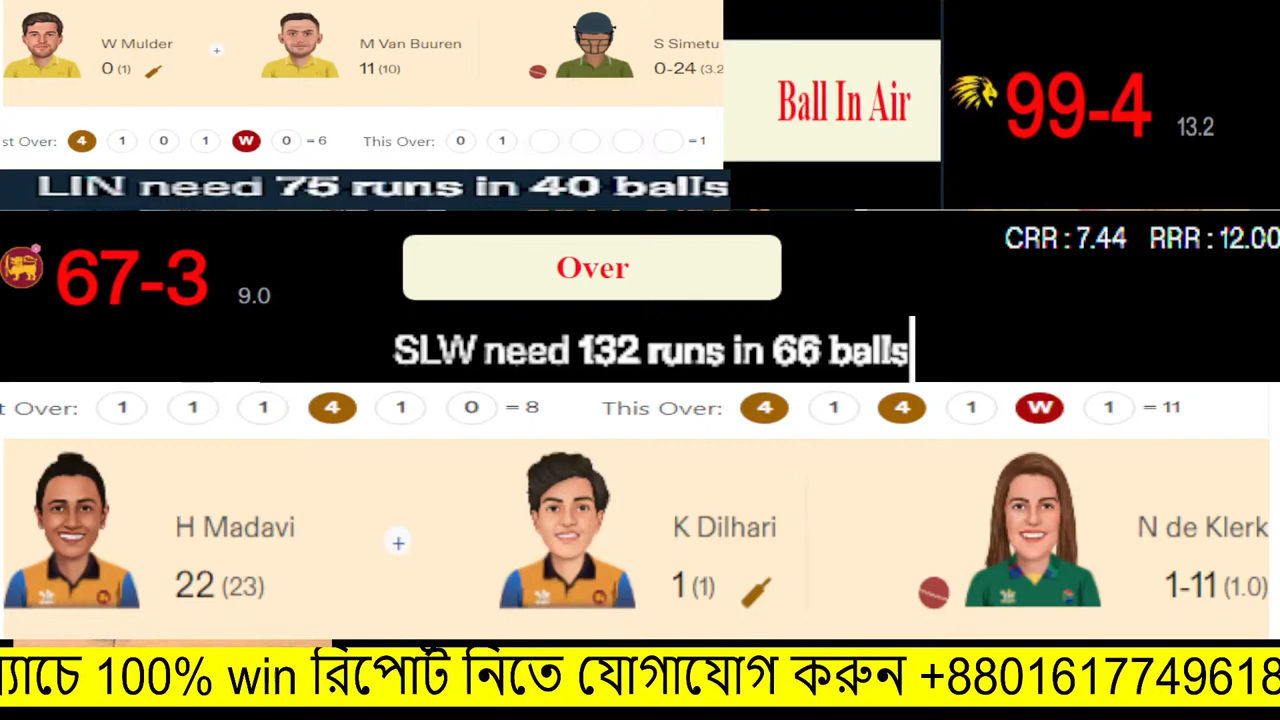 W Mulder
0 (1)
+
M Van Buuren
11 (10)
S Simetu
0-24 (3.2
st Over: 4 1 0 1 W 0 = 6 This Over: 0 1 = 1
Ball In Air
99-4 13.2
LIN need 75 runs in 40 balls
CRR : 7.44 RRR : 12.00
67-3 9.0
Over
SLW need 132 runs in 66 balls
t Over: 1 1 1 4 1 0 = 8 This Over: 4 1 4 1 W 1 = 11
H Madavi
22 (23)
+
K Dilhari
1 (1)
N de Klerk
1-11 (1.0)
্যাচে 100% win রিপোর্ট নিতে যোগাযোগ করুন +8801617749618